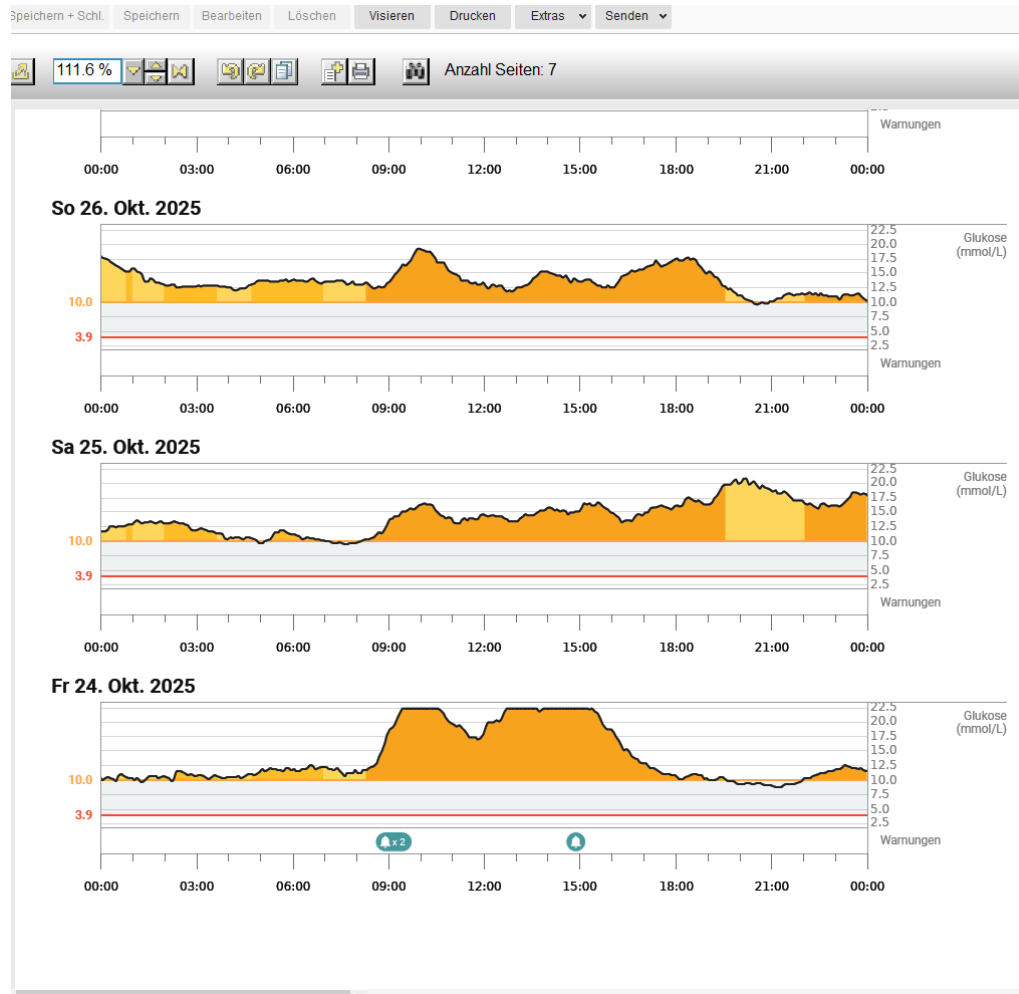 Speichern + Schl. Speichern Bearbeiten Löschen Visieren Drucken Extras Senden
111.6 % Anzahl Seiten: 7
Warnungen
00:00 03:00 06:00 09:00 12:00 15:00 18:00 21:00 00:00
So 26. Okt. 2025
22.5 Glukose
20.0 (mmol/L)
17.5
15.0
12.5
10.0 10.0
7.5
3.9 5.0
2.5
Warnungen
00:00 03:00 06:00 09:00 12:00 15:00 18:00 21:00 00:00
Sa 25. Okt. 2025
22.5 Glukose
20.0 (mmol/L)
17.5
15.0
12.5
10.0 10.0
7.5
3.9 5.0
2.5
Warnungen
00:00 03:00 06:00 09:00 12:00 15:00 18:00 21:00 00:00
Fr 24. Okt. 2025
22.5 Glukose
20.0 (mmol/L)
17.5
15.0
12.5
10.0 10.0
7.5
3.9 5.0
2.5
x 2 Warnungen
00:00 03:00 06:00 09:00 12:00 15:00 18:00 21:00 00:00